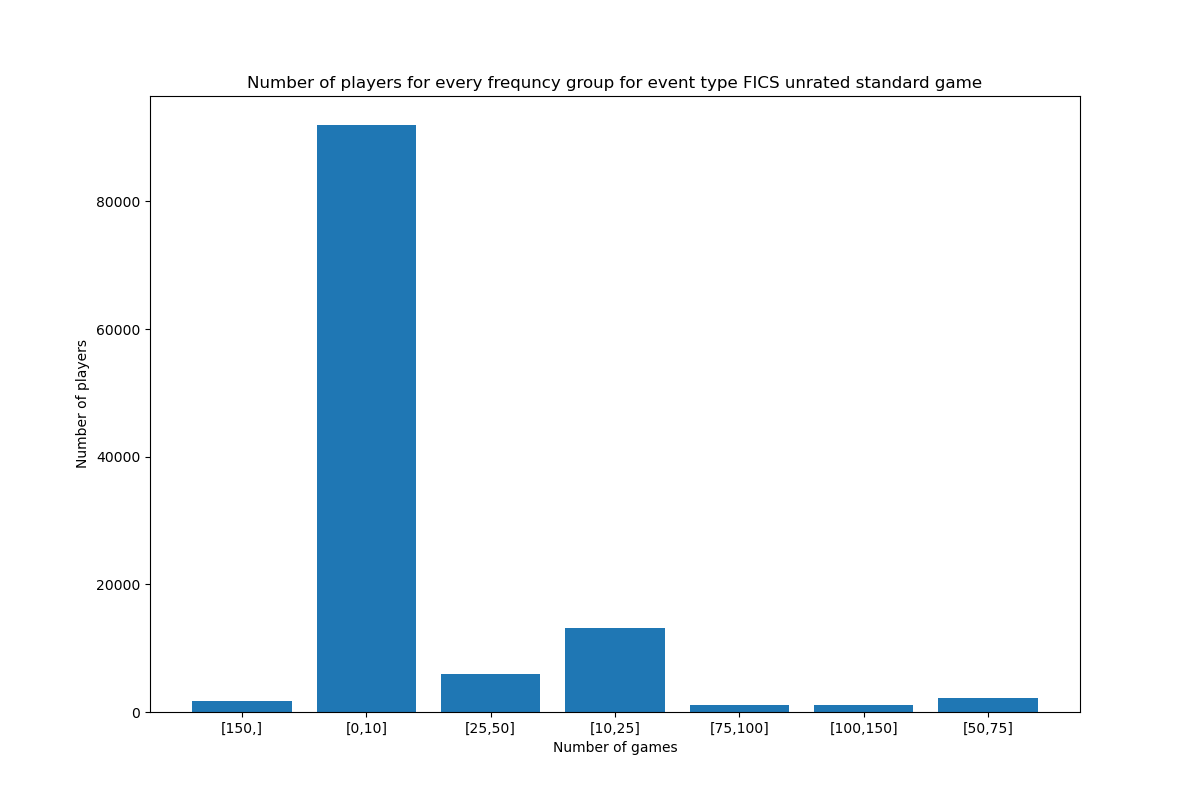 Number of players for every frequncy group for event type FICS unrated standard game
Number of players
80000
60000
40000
20000
0
[150,] [0,10] [25,50] [10,25] [75,100] [100,150] [50,75]
Number of games